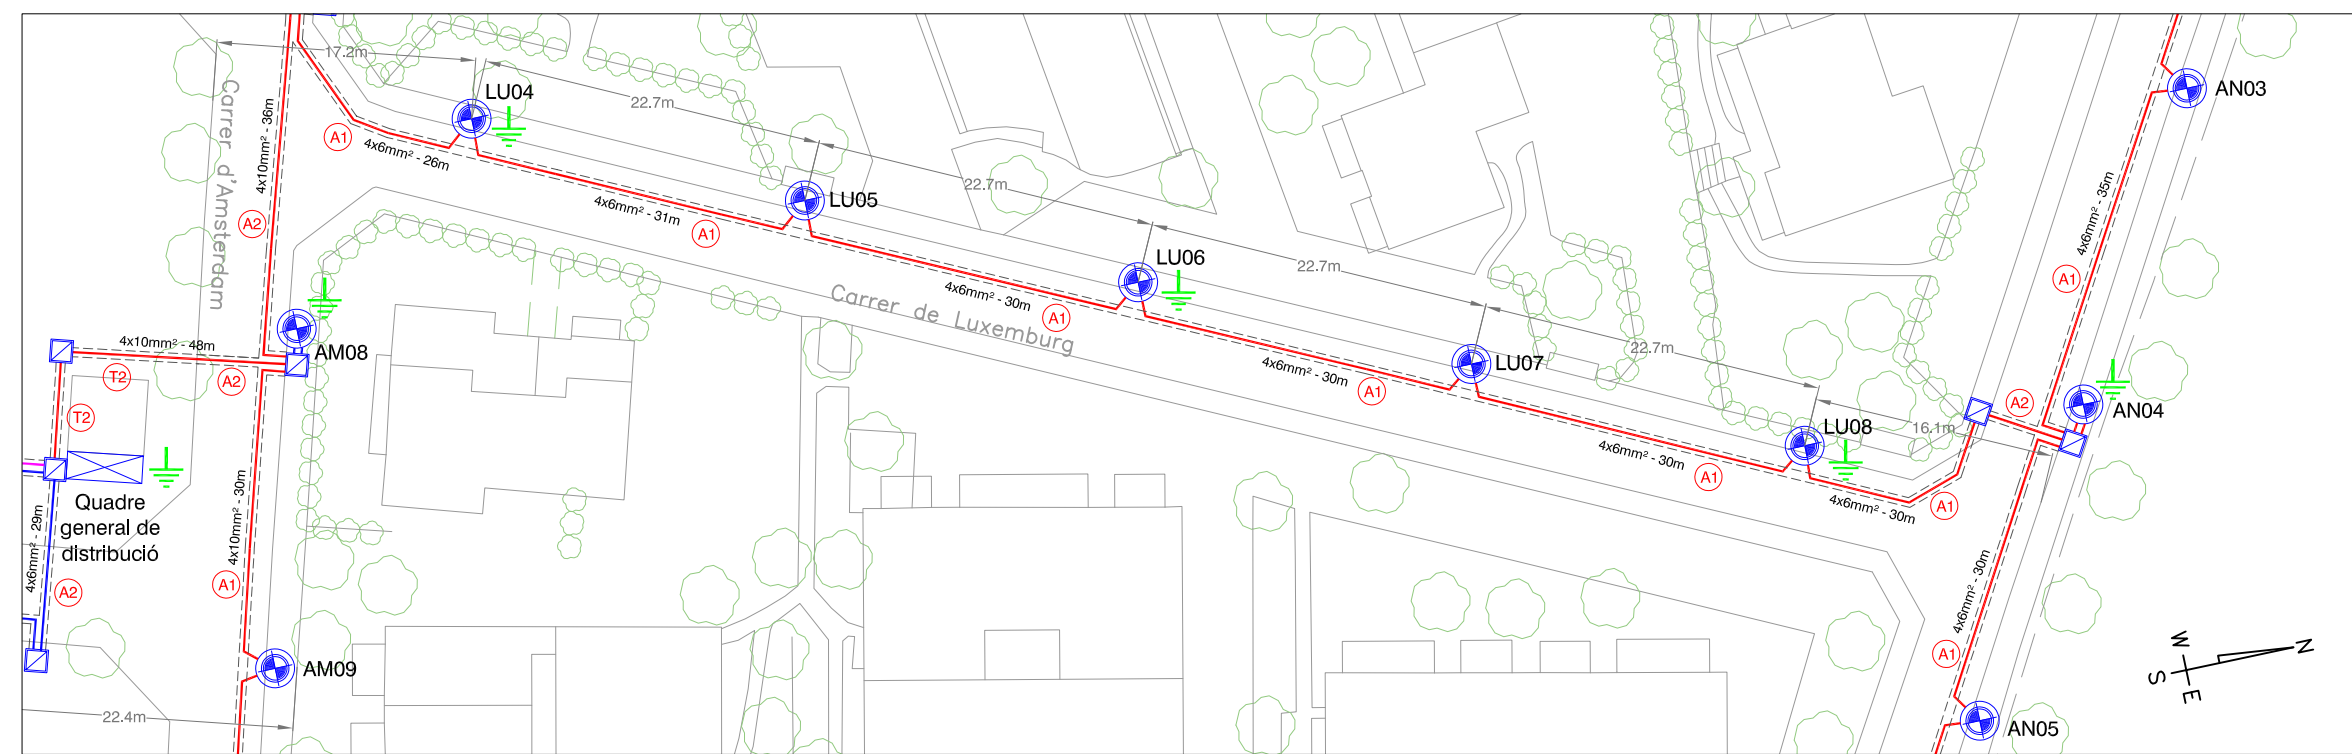 17.2m
LU04
22.7m
AN03
4x10mm² - 36m
A1
4x6mm² - 26m
Carrer d'Amsterdam
A2
22.7m
LU05
4x6mm² - 31m
A1
4x6mm² - 35m
A1
LU06
22.7m
4x6mm² - 30m
A1
Carrer de Luxemburg
4x10mm² - 48m
AM08
T2
A2
T2
LU07
22.7m
4x6mm² - 30m
A1
A2
AN04
16.1m
LU08
4x6mm² - 30m
A1
4x6mm² - 30m
A1
Quadre
general de
distribució
4x6mm² - 29m
A2
4x10mm² - 30m
A1
4x6mm² - 30m
A1
AM09
22.4m
AN05
W
N
S
E